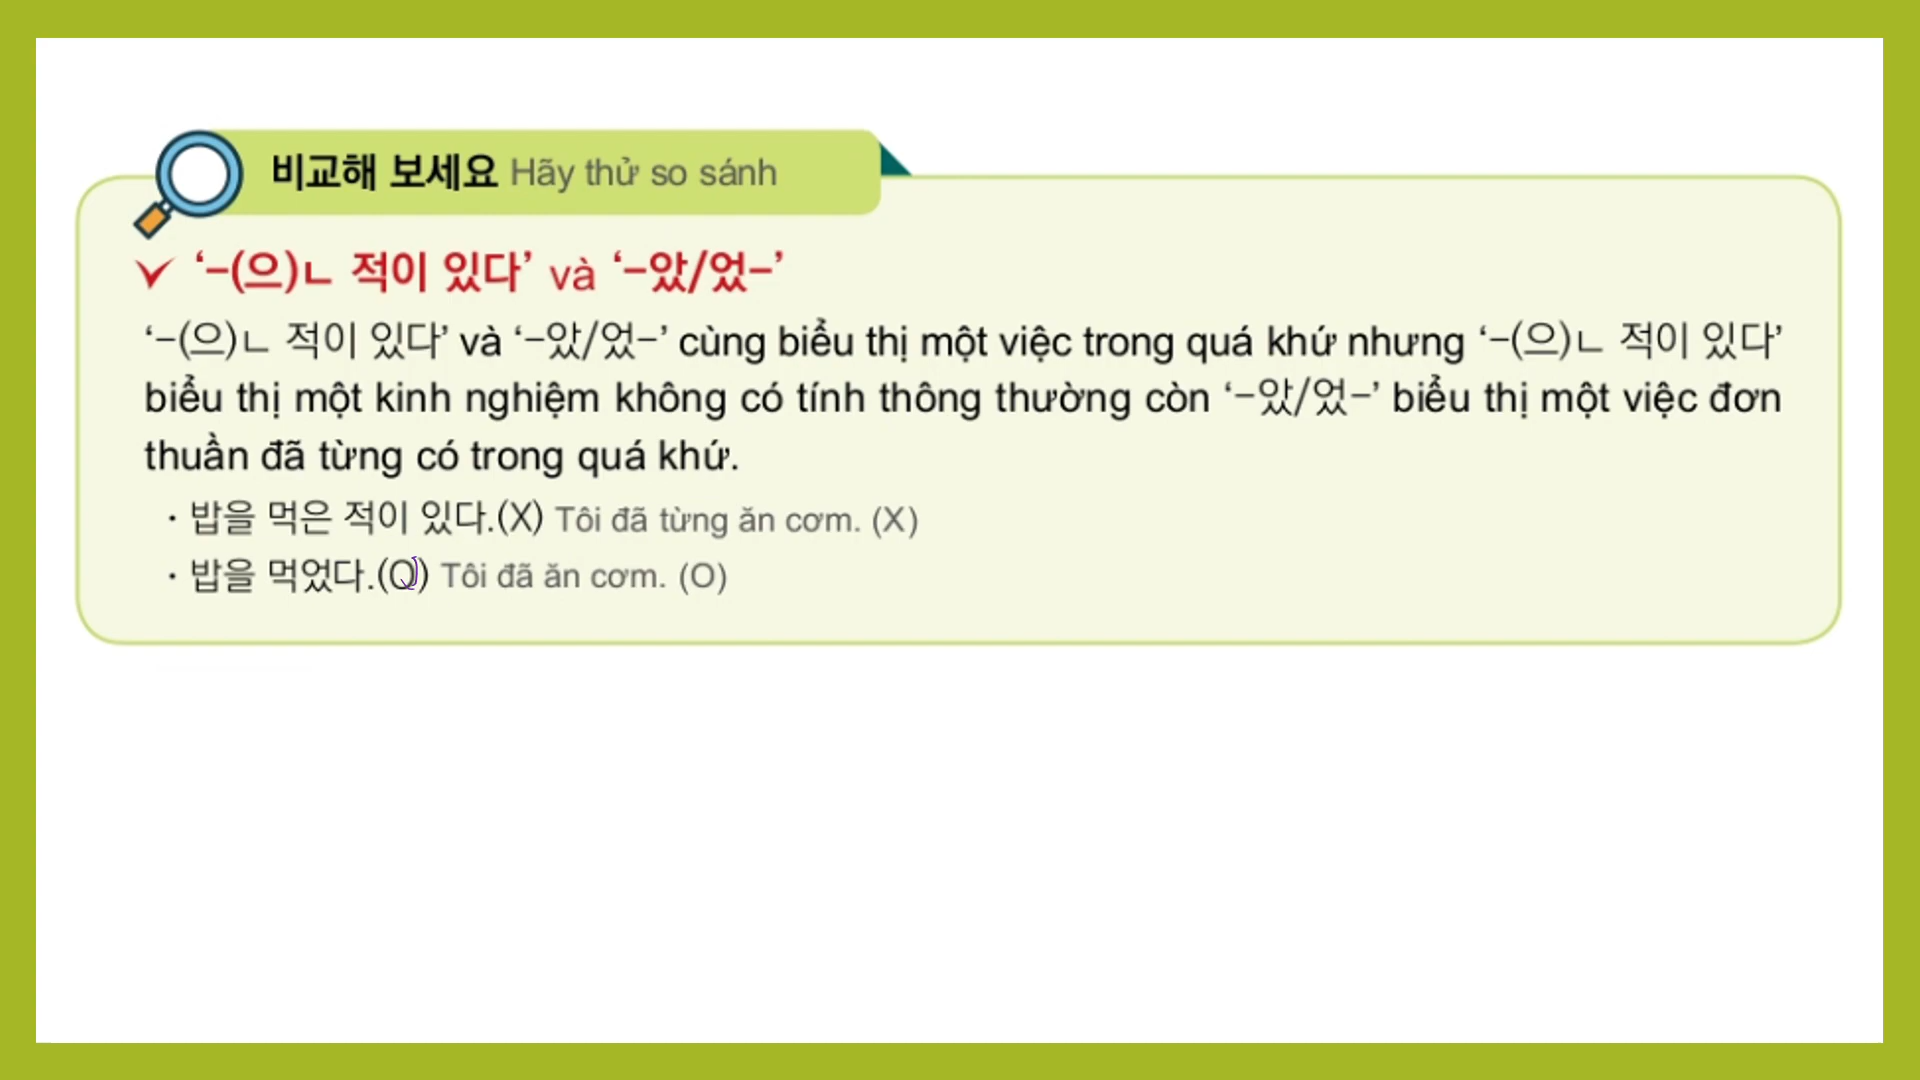 비교해 보세요 Hãy thử so sánh
‘-(으)ㄴ 적이 있다’ và ‘-았/었-’
‘-(으)ㄴ 적이 있다’ và ‘-았/었-’ cùng biểu thị một việc trong quá khứ nhưng ‘-(으)ㄴ 적이 있다’
biểu thị một kinh nghiệm không có tính thông thường còn ‘-았/었-’ biểu thị một việc đơn
thuần đã từng có trong quá khứ.
· 밥을 먹은 적이 있다.(X) Tôi đã từng ăn cơm. (X)
· 밥을 먹었다.(O) Tôi đã ăn cơm. (O)